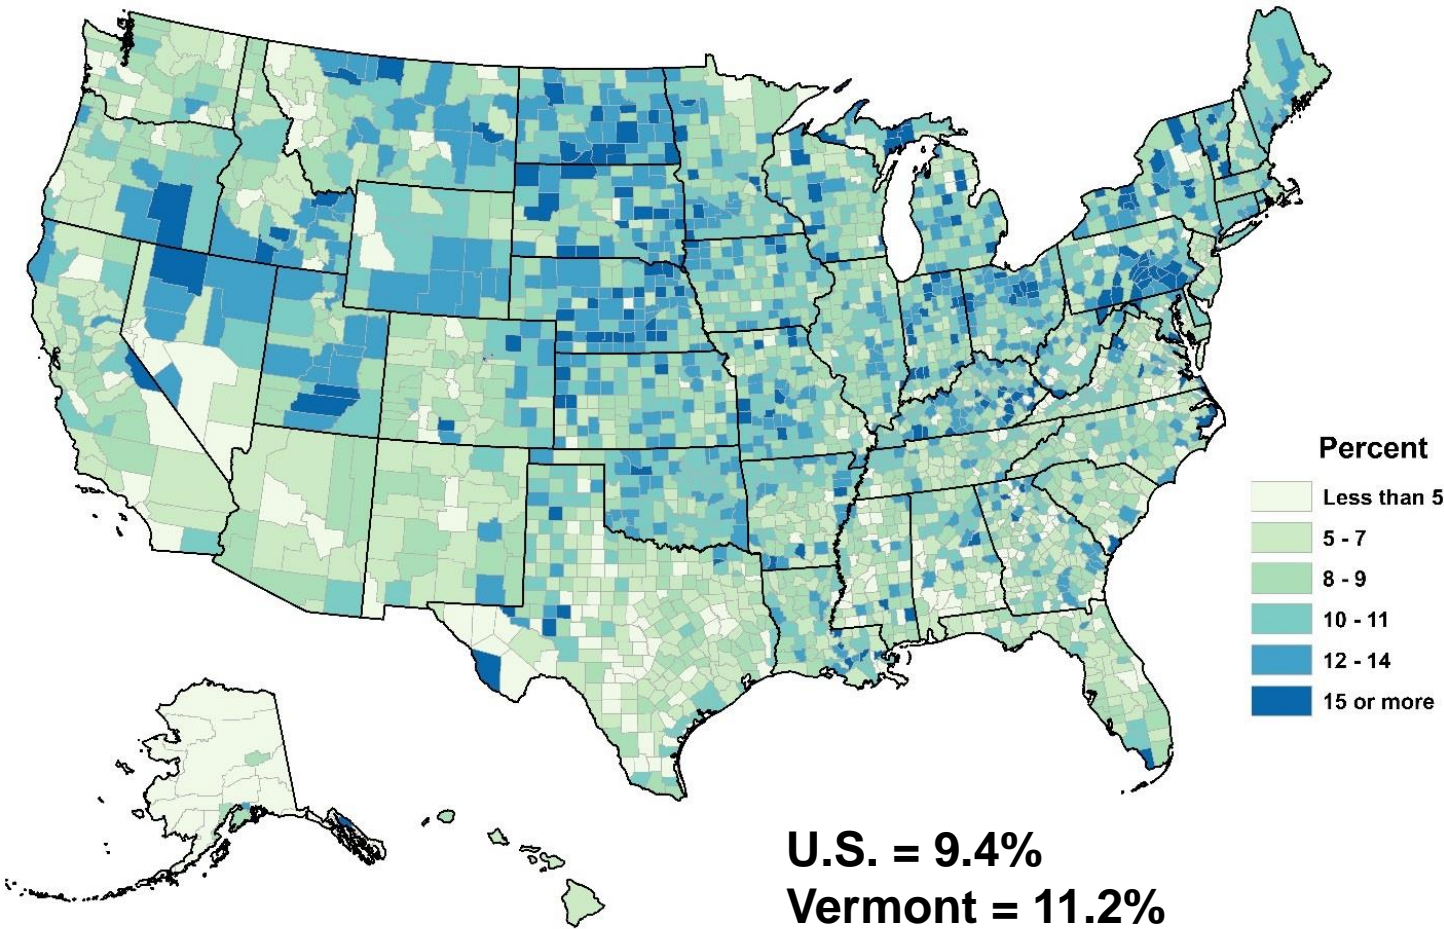 Percent
Less than 5
5 - 7
8 - 9
10 - 11
12 - 14
15 or more
U.S. = 9.4%
Vermont = 11.2%